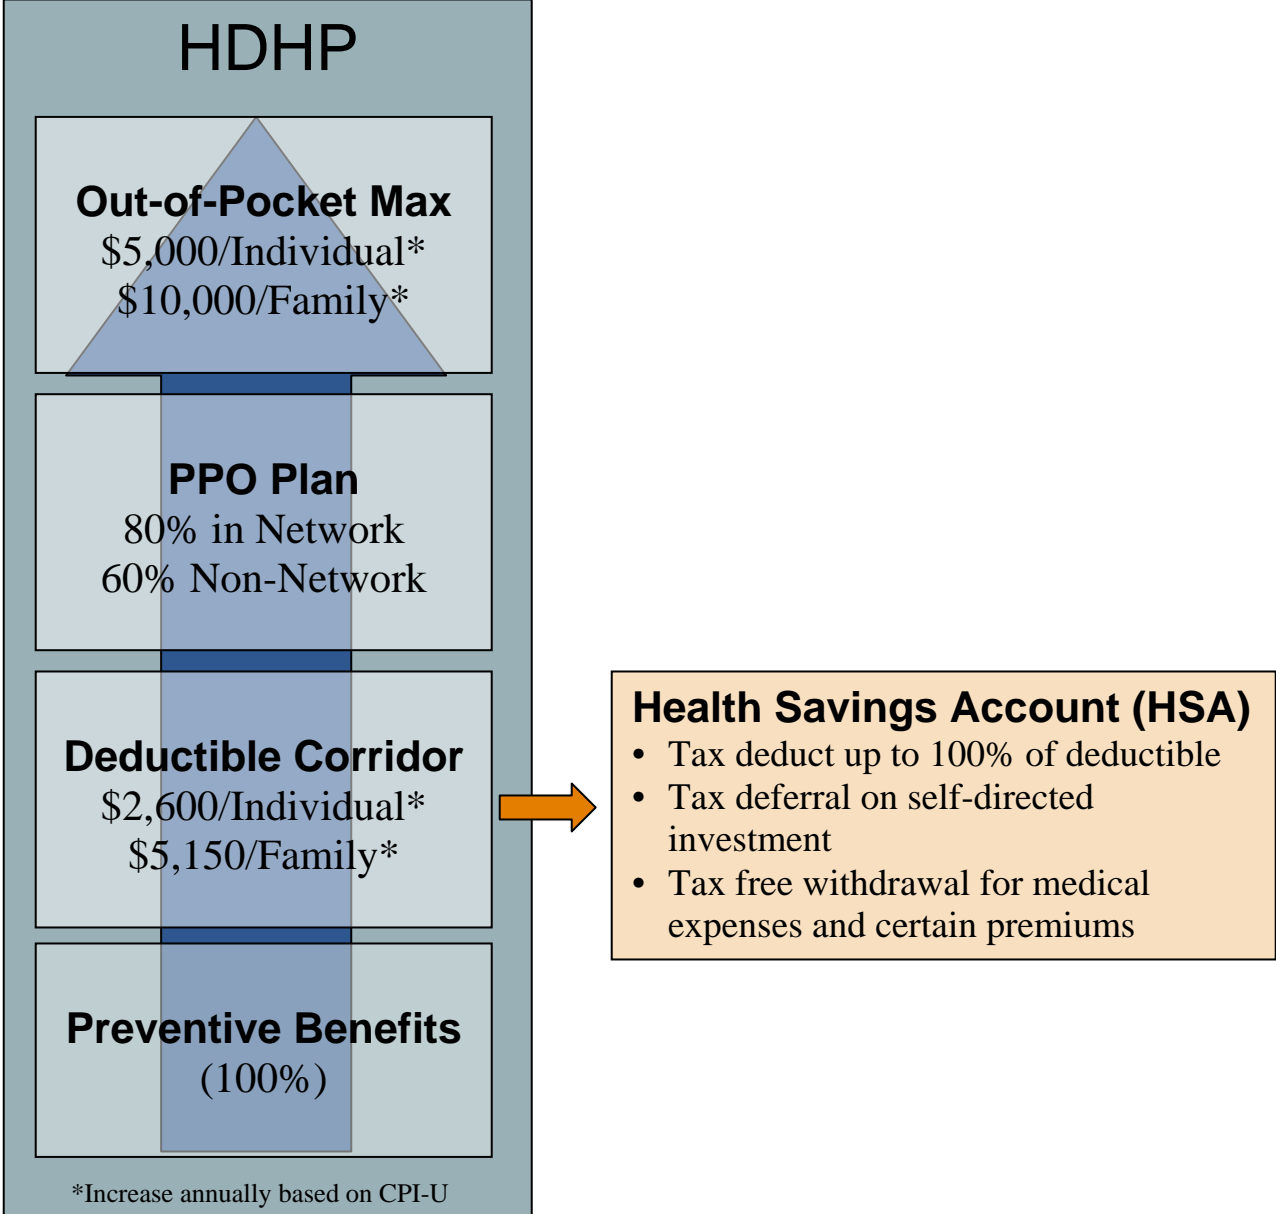 HDHP
Out-of-Pocket Max
$5,000/Individual*
$10,000/Family*
PPO Plan
80% in Network
60% Non-Network
Deductible Corridor
$2,600/Individual*
$5,150/Family*
Preventive Benefits
(100%)
*Increase annually based on CPI-U
Health Savings Account (HSA)
• Tax deduct up to 100% of deductible
• Tax deferral on self-directed
investment
• Tax free withdrawal for medical
expenses and certain premiums